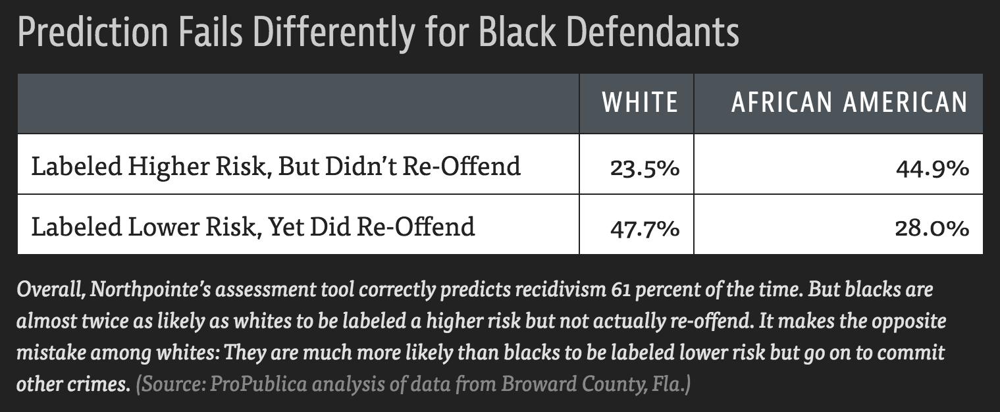 Prediction Fails Differently for Black Defendants
WHITE AFRICAN AMERICAN
Labeled Higher Risk, But Didn’t Re-Offend 23.5% 44.9%
Labeled Lower Risk, Yet Did Re-Offend 47.7% 28.0%
Overall, Northpointe’s assessment tool correctly predicts recidivism 61 percent of the time. But blacks are
almost twice as likely as whites to be labeled a higher risk but not actually re-offend. It makes the opposite
mistake among whites: They are much more likely than blacks to be labeled lower risk but go on to commit
other crimes. (Source: ProPublica analysis of data from Broward County, Fla.)